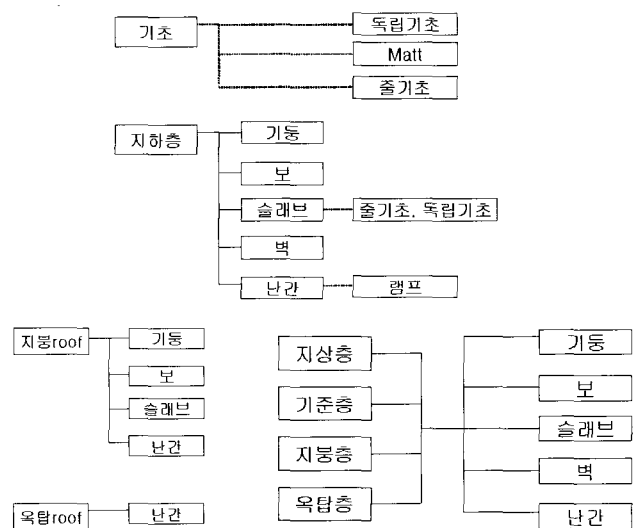 기초
독립기초
Matt
줄기초
지하층
기둥
보
슬래브
줄기초, 독립기초
벽
난간
램프
지붕roof
기둥
보
슬래브
난간
옥탑roof
난간
지상층
기준층
지붕층
옥탑층
기둥
보
슬래브
벽
난간